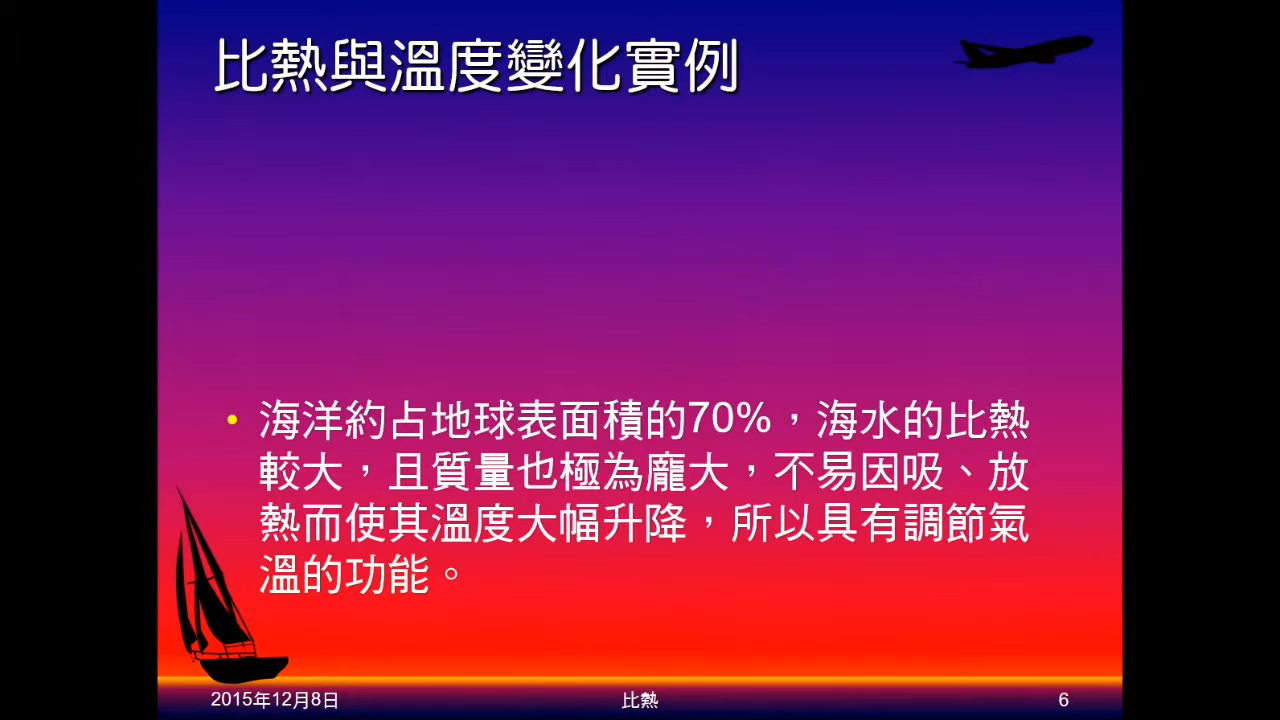 比熱與溫度變化實例
• 海洋約占地球表面積的70%，海水的比熱
較大，且質量也極為龐大，不易因吸、放
熱而使其溫度大幅升降，所以具有調節氣
溫的功能。
2015年12月8日
比熱
6